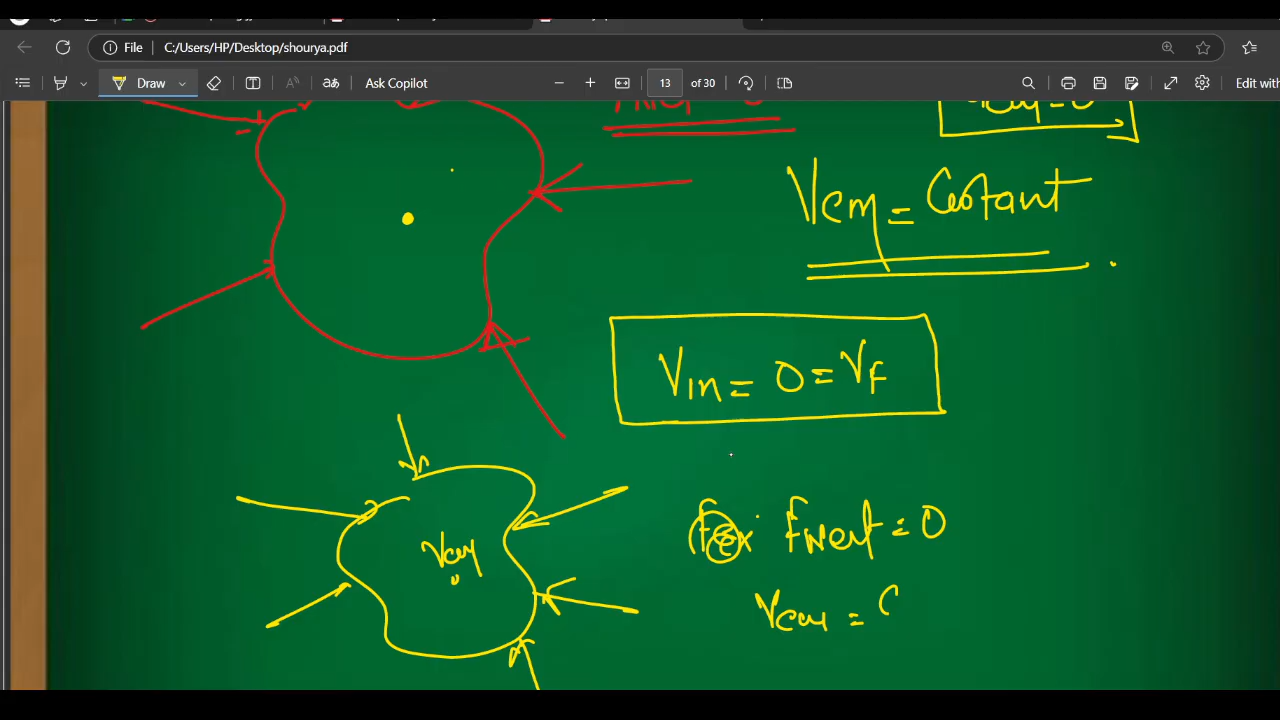 File | C:/Users/HP/Desktop/shourya.pdf
Draw Ask Copilot 13 of 30 Edit with
Vcm = Constant
Vin = 0 = VF
Vcm
Fnext = 0
Vcm =